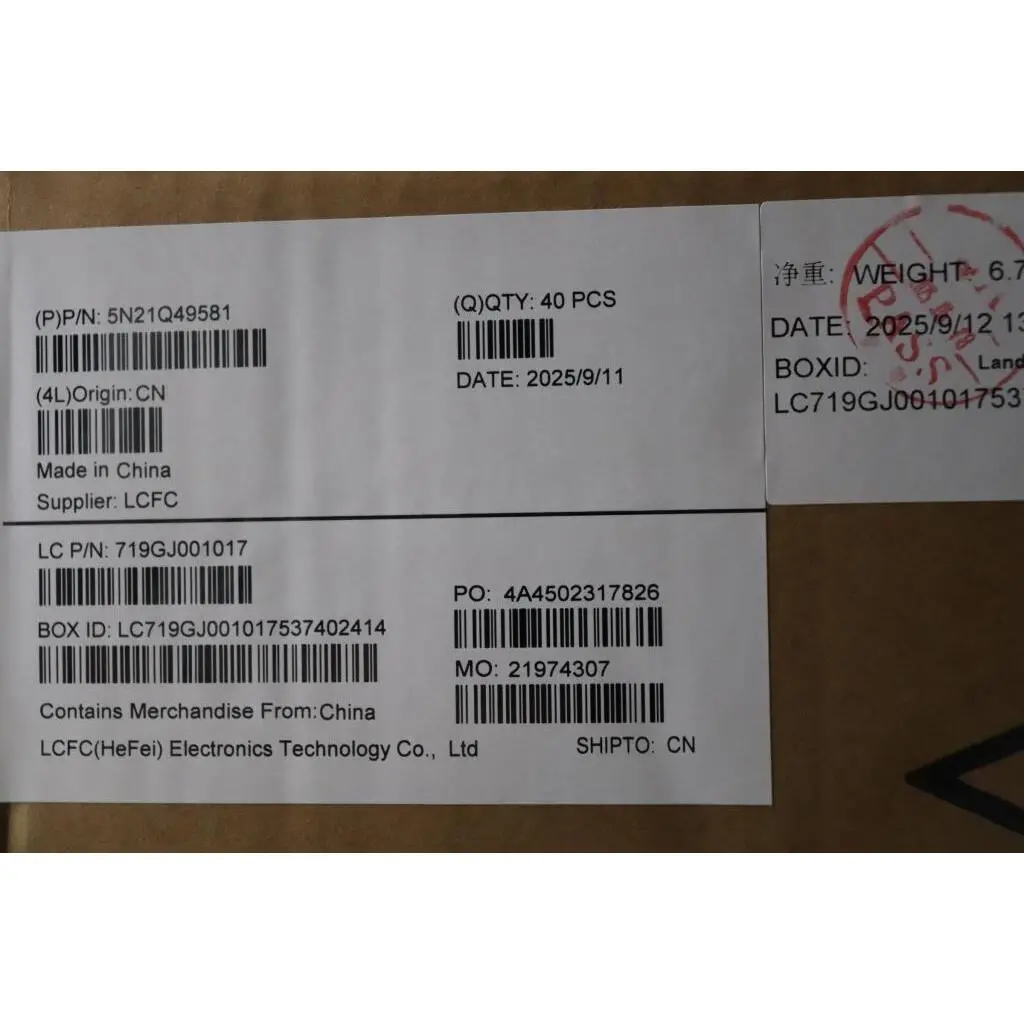 (P)P/N: 5N21Q49581
(Q)QTY: 40 PCS
(4L)Origin:CN
DATE: 2025/9/11
Made in China
Supplier: LCFC
LC P/N: 719GJ001017
PO: 4A4502317826
BOX ID: LC719GJ001017537402414
MO: 21974307
Contains Merchandise From:China
LCFC(HeFei) Electronics Technology Co., Ltd
SHIPTO: CN
净重: WEIGHT: 6.7
DATE: 2025/9/12 13
BOXID: Land
LC719GJ001017537